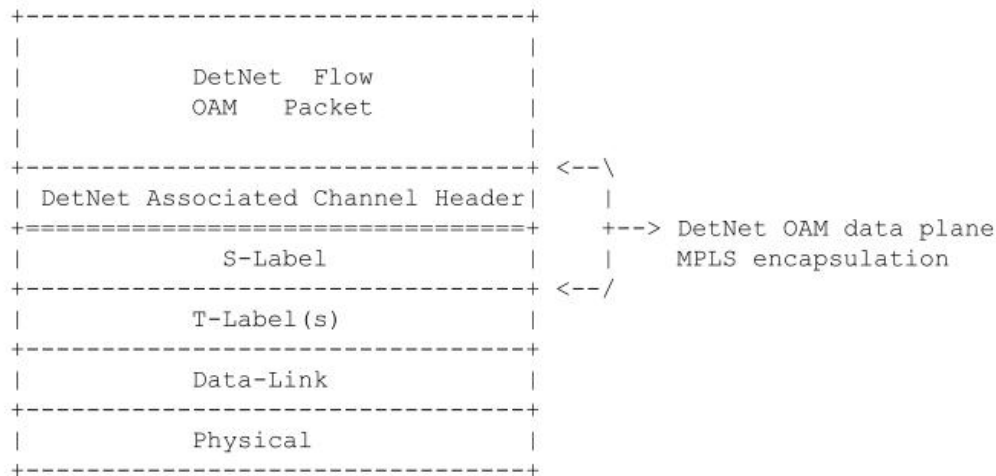 +---------------------------------+
|                                 |
|           DetNet  Flow          |
|           OAM   Packet          |
|                                 |
+---------------------------------+ <--\
| DetNet Associated Channel Header|    |
+=================================+    +--> DetNet OAM data plane
|             S-Label             |    |    MPLS encapsulation
+---------------------------------+ <--/
|           T-Label(s)            |
+---------------------------------+
|           Data-Link             |
+---------------------------------+
|           Physical              |
+---------------------------------+